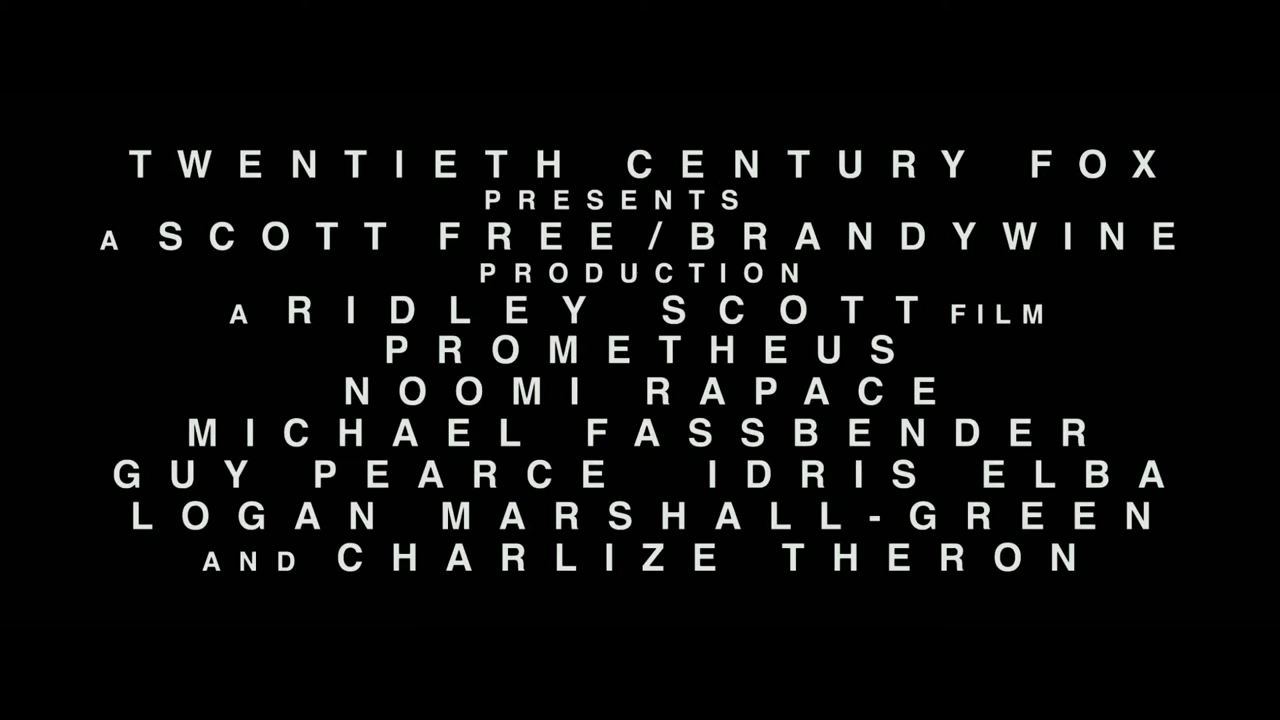 TWENTIETH CENTURY FOX
PRESENTS
A SCOTT FREE/BRANDYWINE
PRODUCTION
A RIDLEY SCOTT FILM
PROMETHEUS
NOOMI RAPACE
MICHAEL FASSBENDER
GUY PEARCE IDRIS ELBA
LOGAN MARSHALL-GREEN
AND CHARLIZE THERON